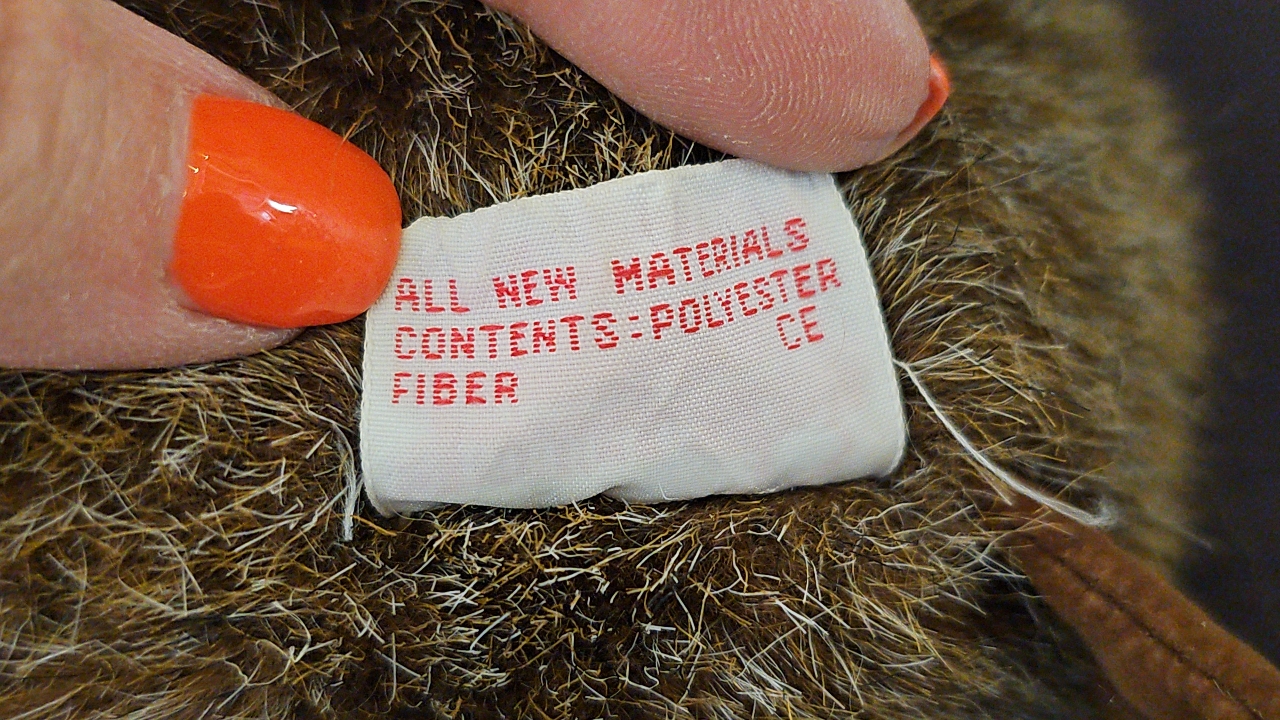 ALL NEW MATERIALS
CONTENTS:POLYESTER
CE
FIBER